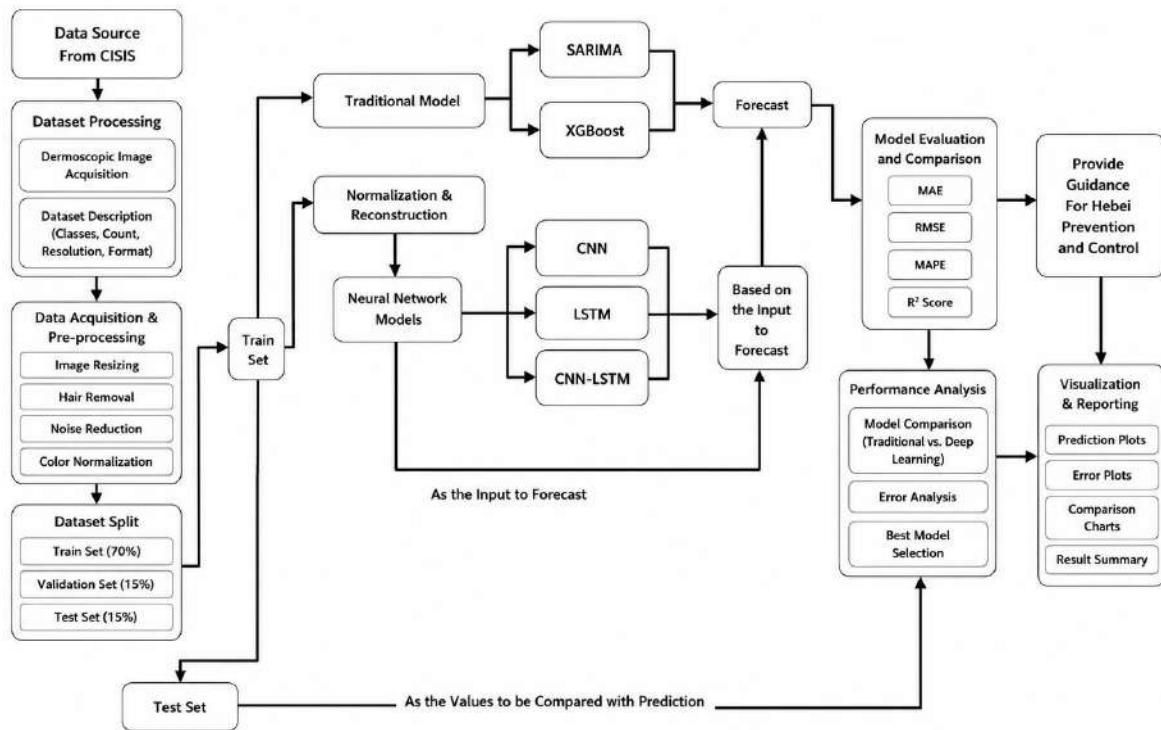 Data Source
From CISIS
Dataset Processing
Dermoscopic Image
Acquisition
Dataset Description
(Classes, Count,
Resolution, Format)
Data Acquisition &
Pre-processing
Image Resizing
Hair Removal
Noise Reduction
Color Normalization
Dataset Split
Train Set (70%)
Validation Set (15%)
Test Set (15%)
Train
Set
Test Set
Traditional Model
SARIMA
XGBoost
Forecast
Normalization &
Reconstruction
Neural Network
Models
CNN
LSTM
CNN-LSTM
Based on
the Input
to
Forecast
As the Input to Forecast
As the Values to be Compared with Prediction
Model Evaluation
and Comparison
MAE
RMSE
MAPE
R² Score
Provide
Guidance
For Hebei
Prevention
and Control
Performance Analysis
Model Comparison
(Traditional vs. Deep
Learning)
Error Analysis
Best Model
Selection
Visualization
& Reporting
Prediction Plots
Error Plots
Comparison
Charts
Result Summary